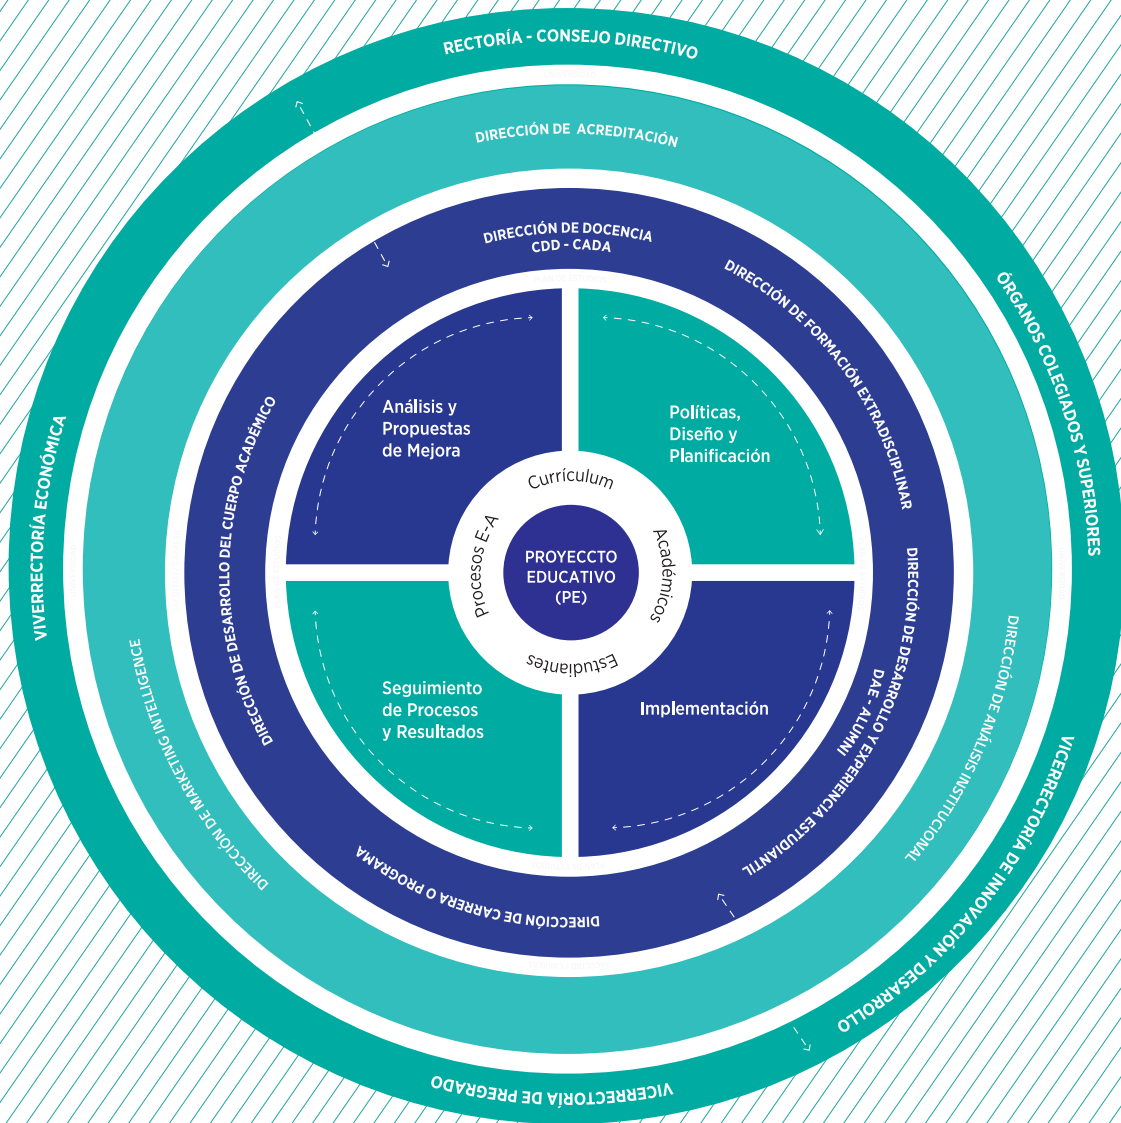 RECTORÍA - CONSEJO DIRECTIVO
ÓRGANOS COLEGIADOS Y SUPERIORES
VICERRECTORÍA DE INNOVACIÓN Y DESARROLLO
VICERRECTORÍA DE PREGRADO
VIVERRECTORÍA ECONÓMICA
DIRECCIÓN DE ACREDITACIÓN
DIRECCIÓN DE ANÁLISIS INSTITUCIONAL
DIRECCIÓN DE MARKETING INTELLIGENCE
DIRECCIÓN DE DOCENCIA
CDD - CADA
DIRECCIÓN DE FORMACIÓN EXTRADISCIPLINAR
DIRECCIÓN DE DESARROLLO Y EXPERIENCIA ESTUDIANTIL
DAE - ALUMNI
DIRECCIÓN DE CARRERA O PROGRAMA
DIRECCIÓN DE DESARROLLO DEL CUERPO ACADÉMICO
Análisis y
Propuestas
de Mejora
Políticas,
Diseño y
Planificación
Seguimiento
de Procesos
y Resultados
Implementación
Currículum
Académicos
Estudiantes
Procesos E-A
PROYECCTO
EDUCATIVO
(PE)